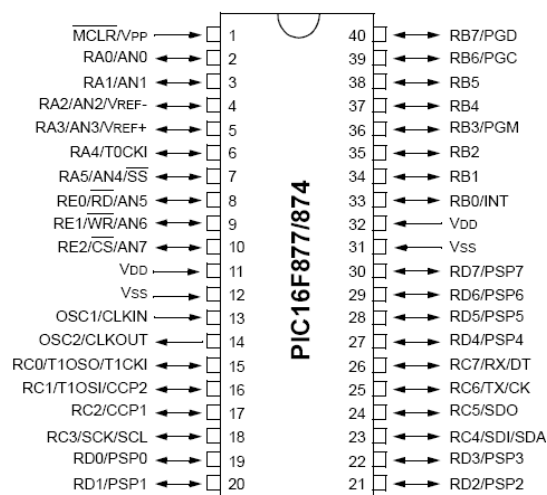 M̅C̅L̅R̅/VPP 1 40 RB7/PGD
RA0/AN0 2 39 RB6/PGC
RA1/AN1 3 38 RB5
RA2/AN2/VREF- 4 37 RB4
RA3/AN3/VREF+ 5 36 RB3/PGM
RA4/T0CKI 6 35 RB2
RA5/AN4/S̅S̅ 7 34 RB1
RE0/R̅D̅/AN5 8 33 RB0/INT
RE1/W̅R̅/AN6 9 32 VDD
RE2/C̅S̅/AN7 10 31 VSS
VDD 11 30 RD7/PSP7
VSS 12 29 RD6/PSP6
OSC1/CLKIN 13 28 RD5/PSP5
OSC2/CLKOUT 14 27 RD4/PSP4
RC0/T1OSO/T1CKI 15 26 RC7/RX/DT
RC1/T1OSI/CCP2 16 25 RC6/TX/CK
RC2/CCP1 17 24 RC5/SDO
RC3/SCK/SCL 18 23 RC4/SDI/SDA
RD0/PSP0 19 22 RD3/PSP3
RD1/PSP1 20 21 RD2/PSP2
PIC16F877/874